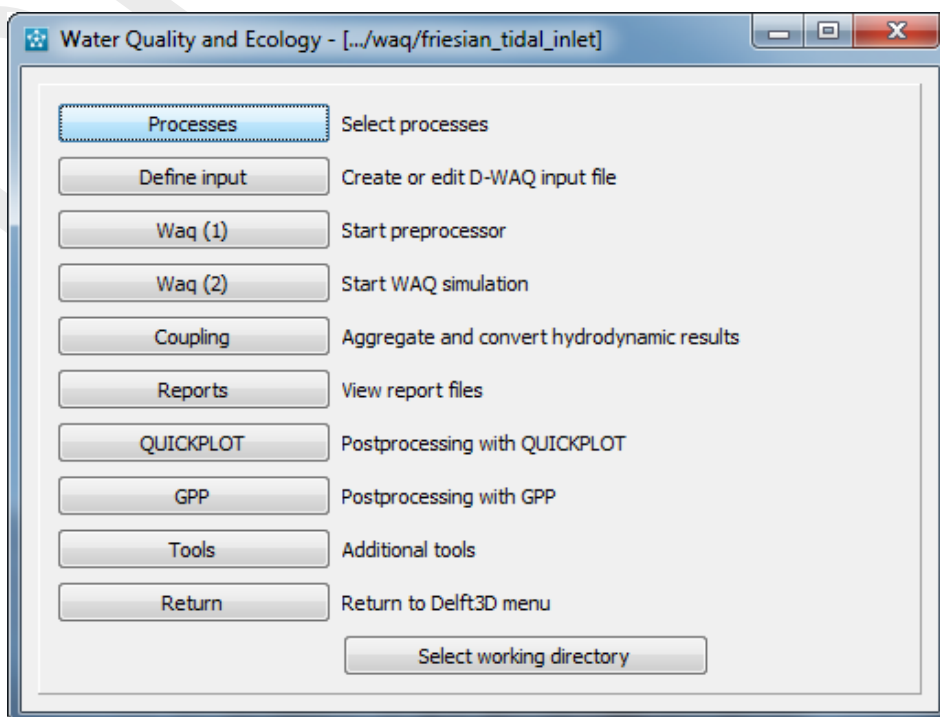 Water Quality and Ecology - [.../waq/friesian_tidal_inlet]
Processes Select processes
Define input Create or edit D-WAQ input file
Waq (1) Start preprocessor
Waq (2) Start WAQ simulation
Coupling Aggregate and convert hydrodynamic results
Reports View report files
QUICKPLOT Postprocessing with QUICKPLOT
GPP Postprocessing with GPP
Tools Additional tools
Return Return to Delft3D menu
Select working directory